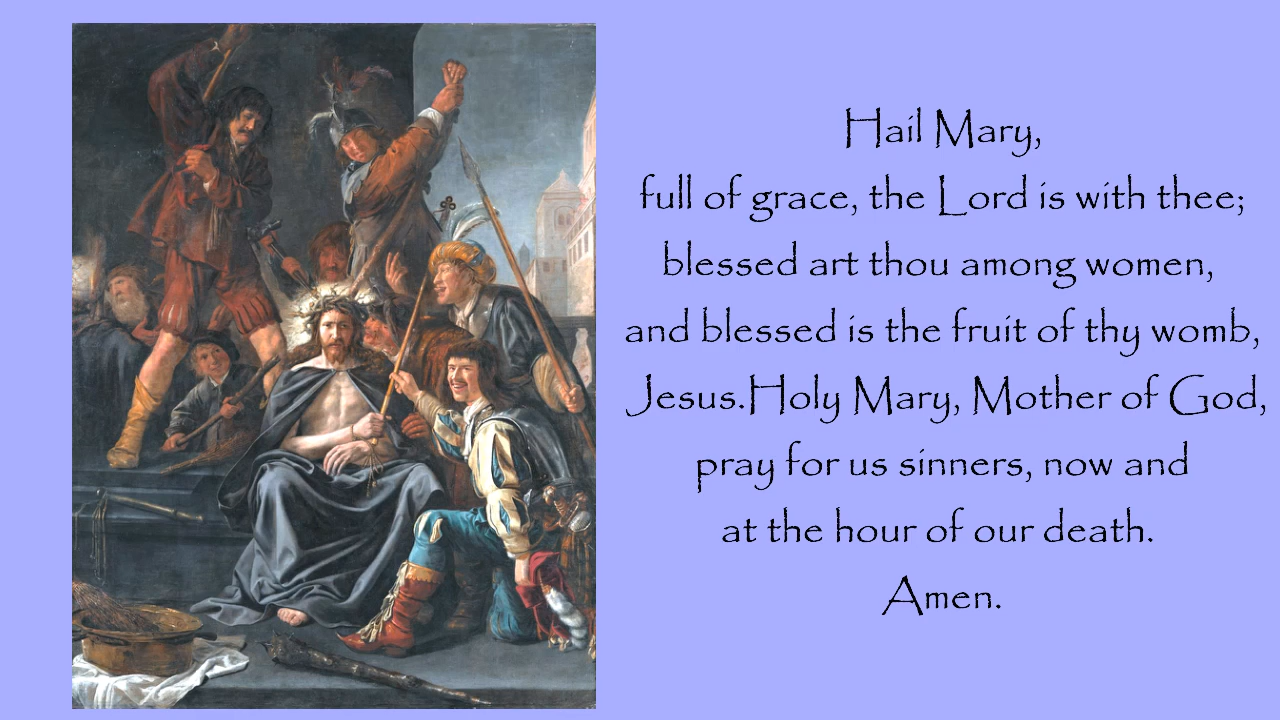 Hail Mary,
full of grace, the Lord is with thee;
blessed art thou among women,
and blessed is the fruit of thy womb,
Jesus.Holy Mary, Mother of God,
pray for us sinners, now and
at the hour of our death.
Amen.